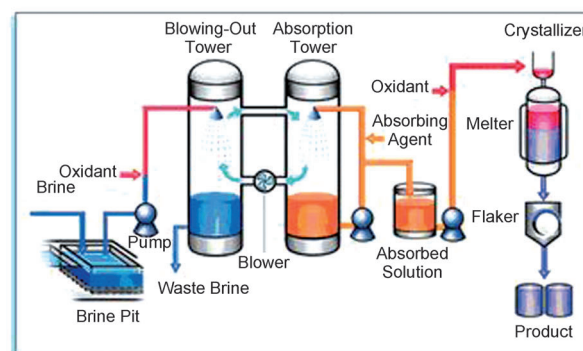 Blowing-Out
Tower
Absorption
Tower
Crystallizer
Oxidant
Absorbing
Agent
Melter
Oxidant
Brine
Pump
Flaker
Blower
Absorbed
Solution
Waste Brine
Brine Pit
Product